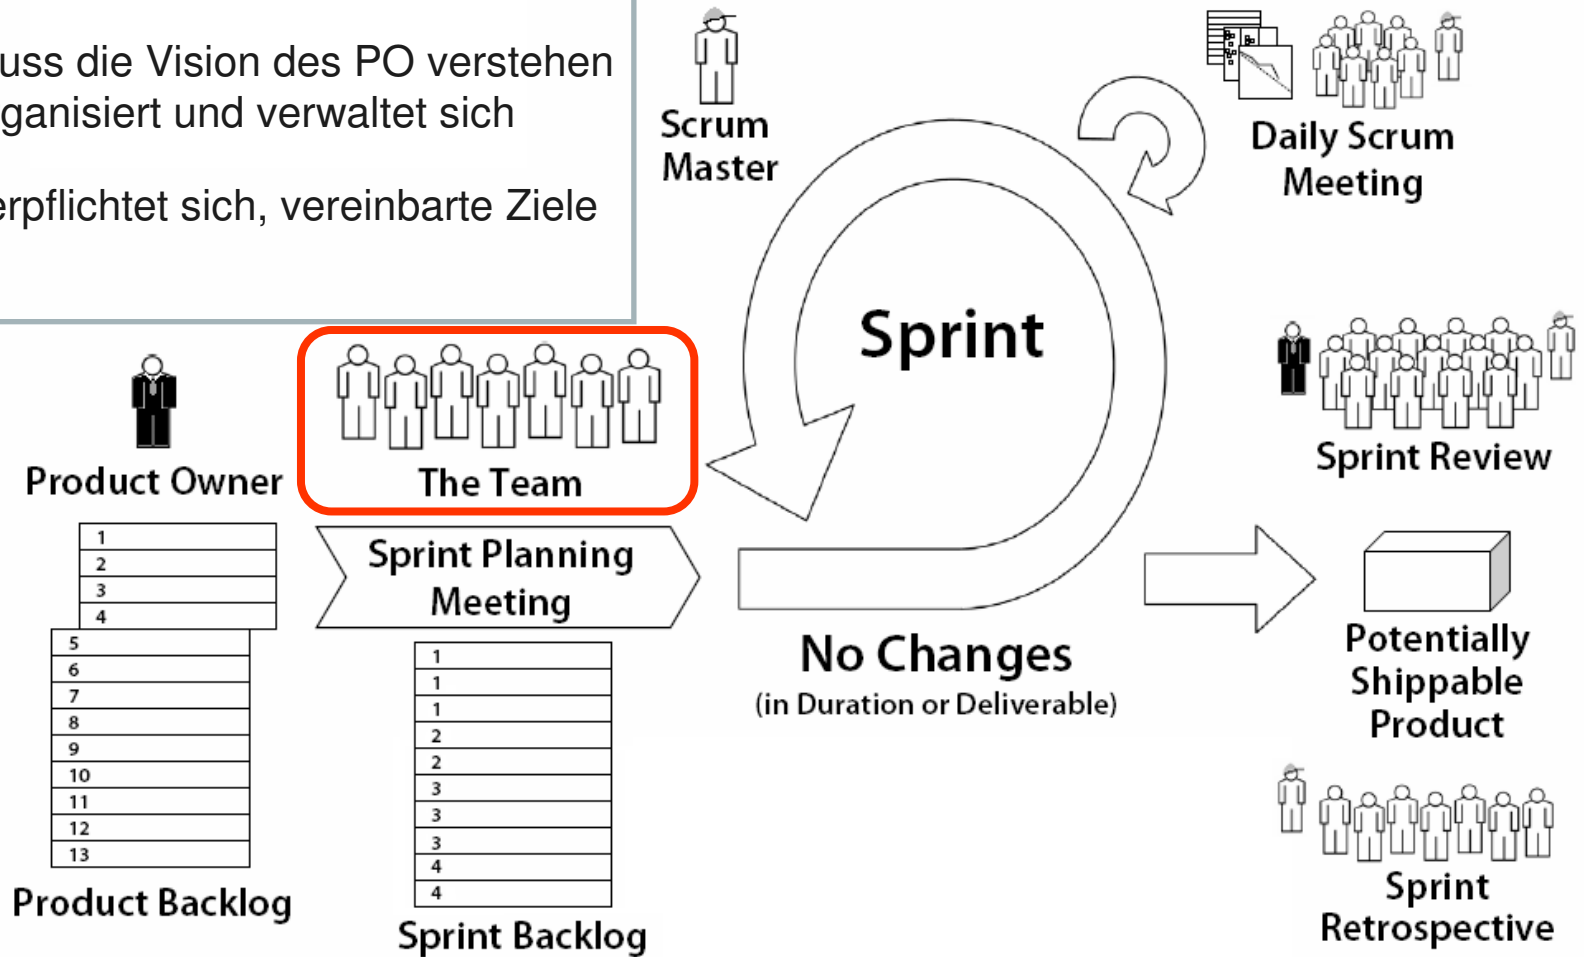 uss die Vision des PO verstehen
ganisiert und verwaltet sich
erpflichtet sich, vereinbarte Ziele
Scrum
Master
Daily Scrum
Meeting
Sprint
Product Owner
The Team
Sprint Review
1
2
3
4
5
6
7
8
9
10
11
12
13
Product Backlog
Sprint Planning
Meeting
1
1
1
2
2
3
3
3
4
4
Sprint Backlog
No Changes
(in Duration or Deliverable)
Potentially
Shippable
Product
Sprint
Retrospective